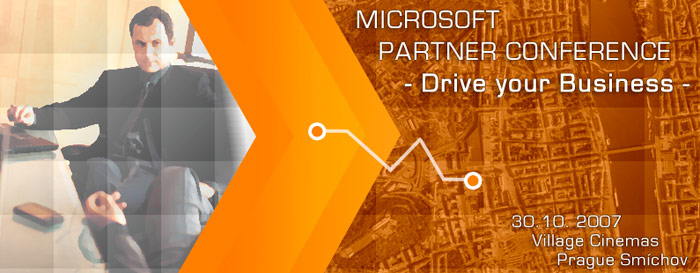 MICROSOFT
PARTNER CONFERENCE
- Drive your Business -
30.10. 2007
Village Cinemas
Prague Smíchov